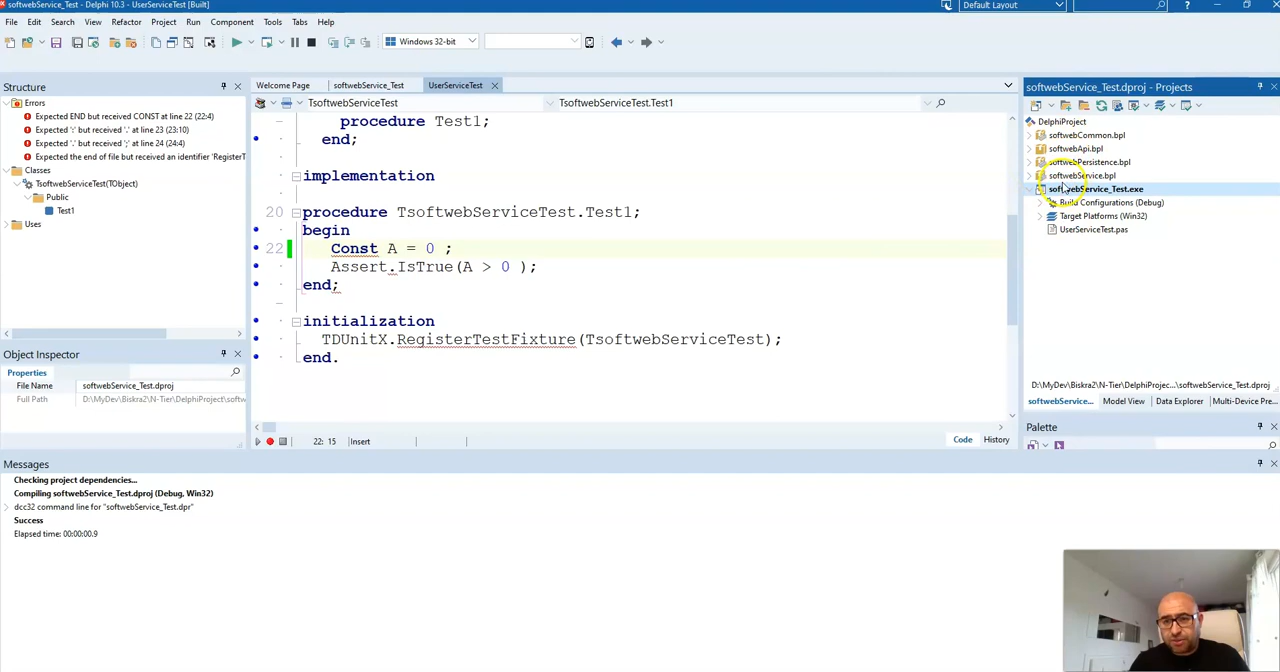 softwebService_Test - Delphi 10.3 - UserServiceTest [Built]
Default Layout
?
File Edit Search View Refactor Project Run Component Tools Tabs Help
Windows 32-bit
Structure
Errors
Expected END but received CONST at line 22 (22:4)
Expected ':' but received '.' at line 23 (23:10)
Expected '.' but received ';' at line 24 (24:4)
Expected the end of file but received an identifier 'RegisterT
Classes
TsoftwebServiceTest(TObject)
Public
Test1
Uses
Object Inspector
Properties
File Name softwebService_Test.dproj
Full Path D:\MyDev\Biskra2\N-Tier\DelphiProject\softw
Welcome Page softwebService_Test UserServiceTest
TsoftwebServiceTest TsoftwebServiceTest.Test1
procedure Test1;
end;
implementation
20 procedure TsoftwebServiceTest.Test1;
begin
22 Const A = 0 ;
Assert.IsTrue(A > 0 );
end;
initialization
TDUnitX.RegisterTestFixture(TsoftwebServiceTest);
end.
22: 15 Insert
Code History
softwebService_Test.dproj - Projects
DelphiProject
softwebCommon.bpl
softwebApi.bpl
softwebPersistence.bpl
softwebService.bpl
softwebService_Test.exe
Build Configurations (Debug)
Target Platforms (Win32)
UserServiceTest.pas
D:\MyDev\Biskra2\N-Tier\DelphiProjec...\softwebService_Test.dproj
softwebService... Model View Data Explorer Multi-Device Pre...
Palette
Messages
Checking project dependencies...
Compiling softwebService_Test.dproj (Debug, Win32)
dcc32 command line for "softwebService_Test.dpr"
Success
Elapsed time: 00:00:00.9